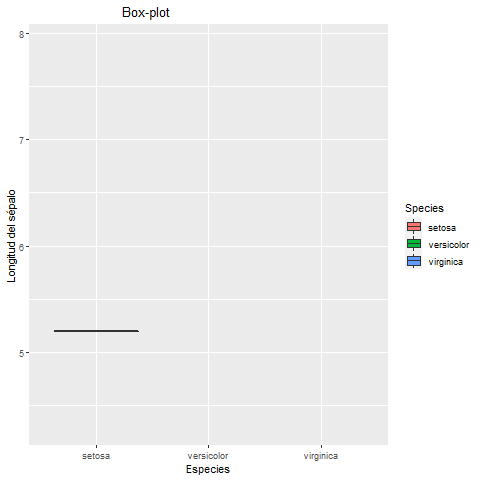 Box-plot
Longitud del sépalo
8
7
6
5
setosa
versicolor
virginica
Especies
Species
setosa
versicolor
virginica